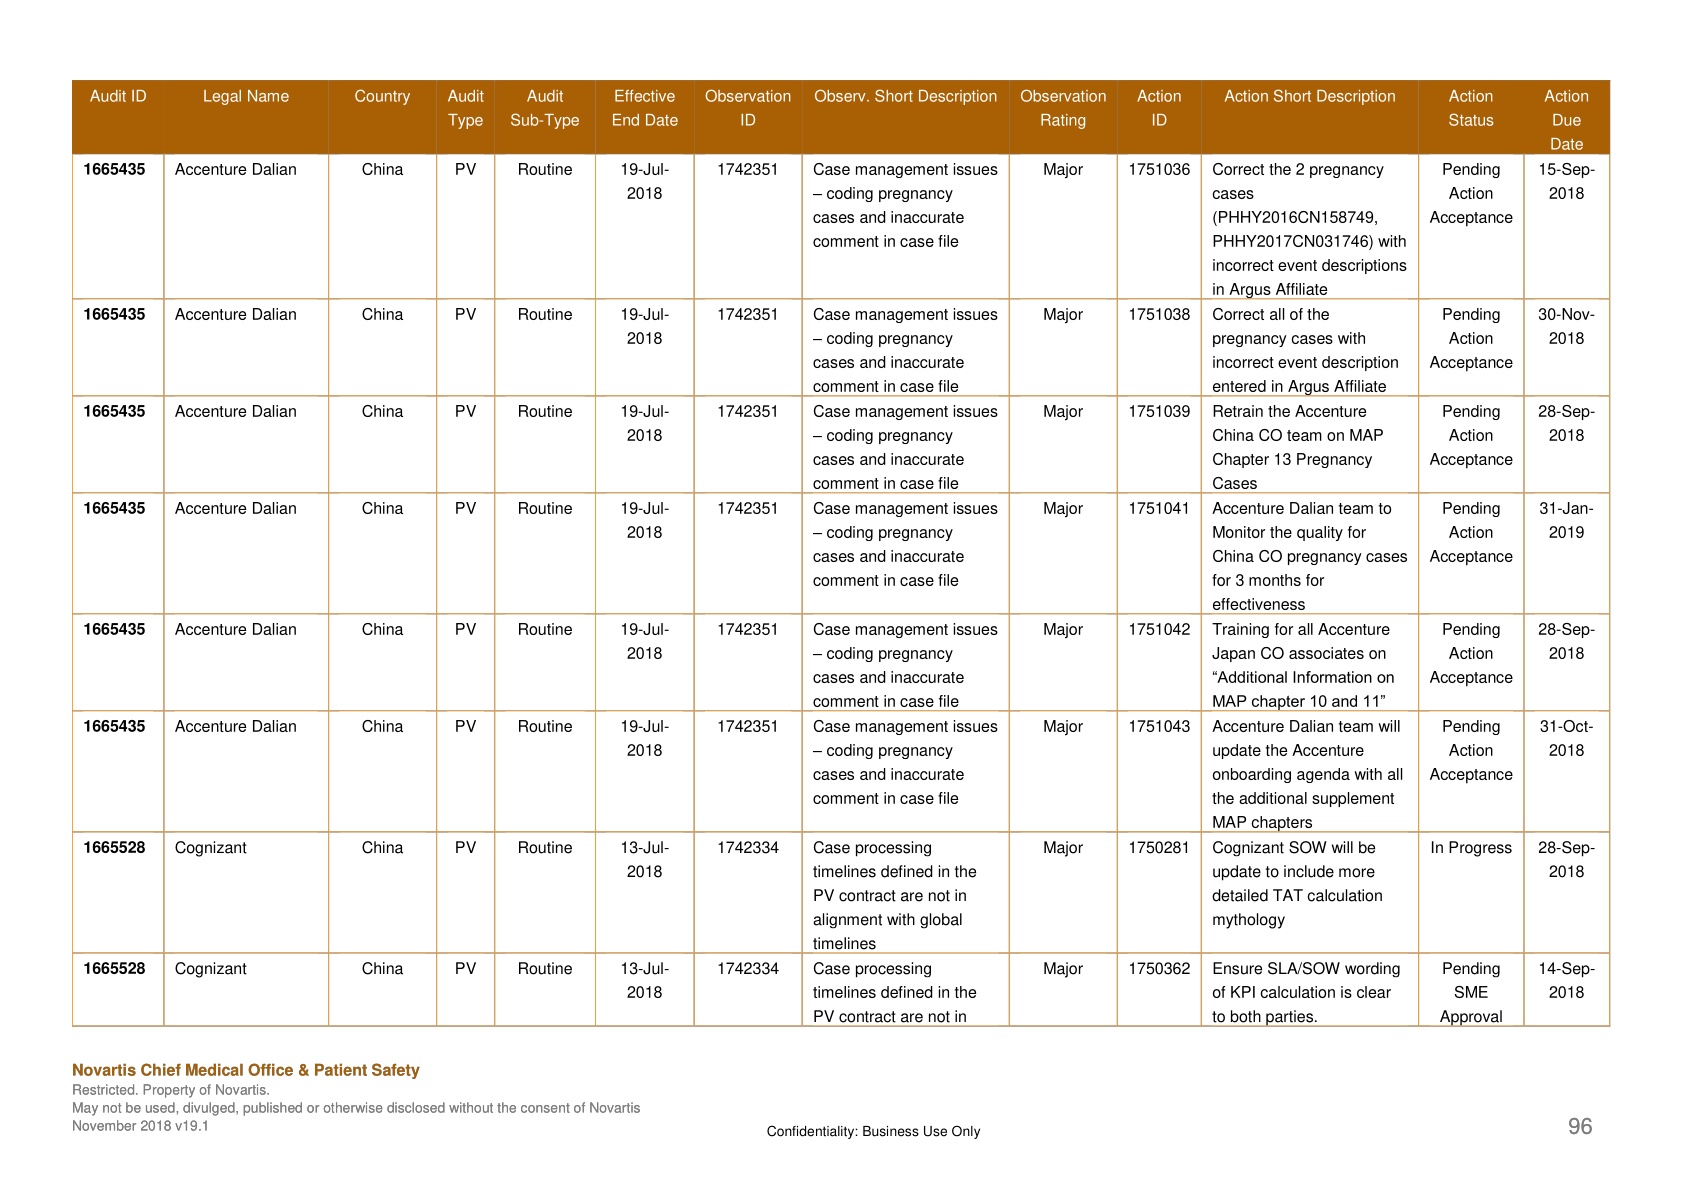 Audit ID Legal Name Country Audit Audit Effective Observation Observ. Short Description Observation Action Action Short Description Action Action
Type Sub-Type End Date ID Rating ID Status Due
Date
1665435 Accenture Dalian China PV Routine 19-Jul- 1742351 Case management issues Major 1751036 Correct the 2 pregnancy Pending 15-Sep-
2018 – coding pregnancy cases Action 2018
cases and inaccurate (PHHY2016CN158749, Acceptance
comment in case file PHHY2017CN031746) with
incorrect event descriptions
in Argus Affiliate
1665435 Accenture Dalian China PV Routine 19-Jul- 1742351 Case management issues Major 1751038 Correct all of the Pending 30-Nov-
2018 – coding pregnancy pregnancy cases with Action 2018
cases and inaccurate incorrect event description Acceptance
comment in case file entered in Argus Affiliate
1665435 Accenture Dalian China PV Routine 19-Jul- 1742351 Case management issues Major 1751039 Retrain the Accenture Pending 28-Sep-
2018 – coding pregnancy China CO team on MAP Action 2018
cases and inaccurate Chapter 13 Pregnancy Acceptance
comment in case file Cases
1665435 Accenture Dalian China PV Routine 19-Jul- 1742351 Case management issues Major 1751041 Accenture Dalian team to Pending 31-Jan-
2018 – coding pregnancy Monitor the quality for Action 2019
cases and inaccurate China CO pregnancy cases Acceptance
comment in case file for 3 months for
effectiveness
1665435 Accenture Dalian China PV Routine 19-Jul- 1742351 Case management issues Major 1751042 Training for all Accenture Pending 28-Sep-
2018 – coding pregnancy Japan CO associates on Action 2018
cases and inaccurate “Additional Information on Acceptance
comment in case file MAP chapter 10 and 11”
1665435 Accenture Dalian China PV Routine 19-Jul- 1742351 Case management issues Major 1751043 Accenture Dalian team will Pending 31-Oct-
2018 – coding pregnancy update the Accenture Action 2018
cases and inaccurate onboarding agenda with all Acceptance
comment in case file the additional supplement
MAP chapters
1665528 Cognizant China PV Routine 13-Jul- 1742334 Case processing Major 1750281 Cognizant SOW will be In Progress 28-Sep-
2018 timelines defined in the update to include more 2018
PV contract are not in detailed TAT calculation
alignment with global mythology
timelines
1665528 Cognizant China PV Routine 13-Jul- 1742334 Case processing Major 1750362 Ensure SLA/SOW wording Pending 14-Sep-
2018 timelines defined in the of KPI calculation is clear SME 2018
PV contract are not in to both parties. Approval
Novartis Chief Medical Office & Patient Safety
Restricted. Property of Novartis.
May not be used, divulged, published or otherwise disclosed without the consent of Novartis
November 2018 v19.1
Confidentiality: Business Use Only
96